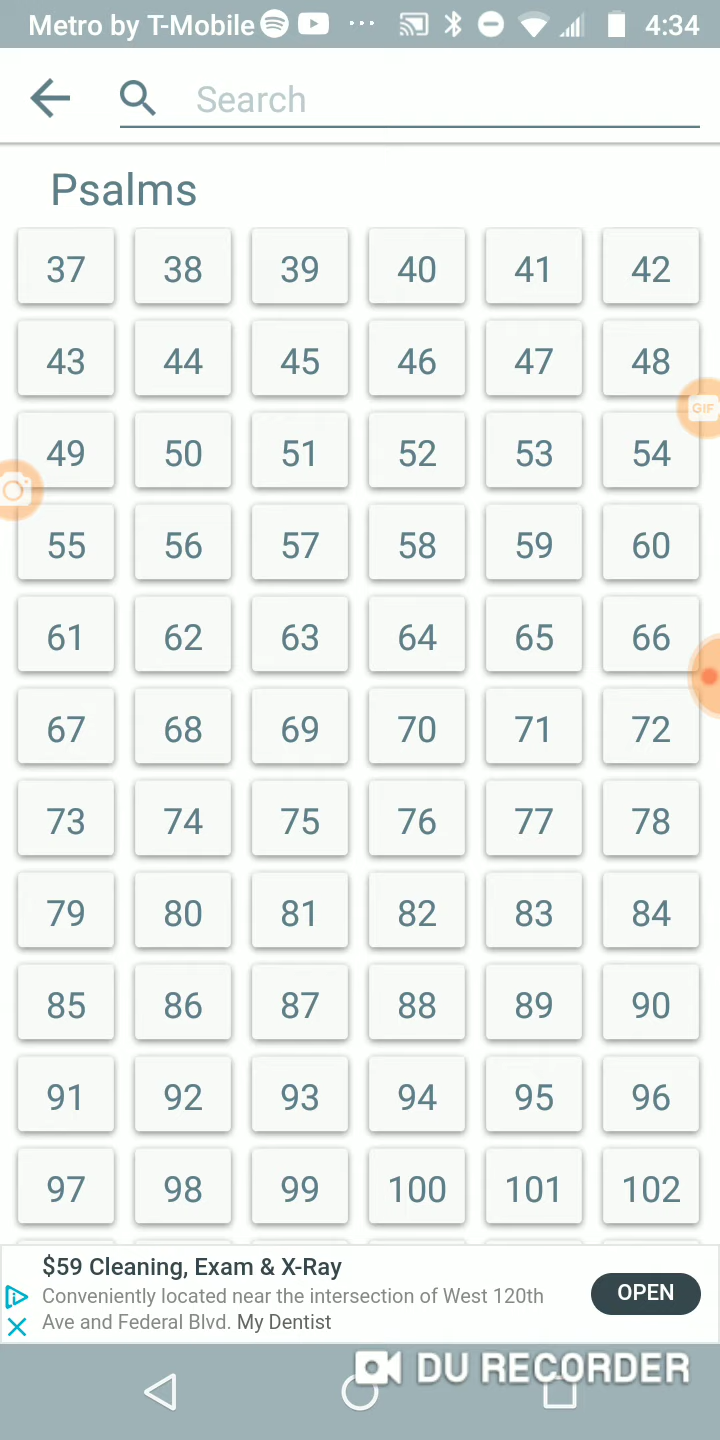 Metro by T-Mobile 4:34
Search
Psalms
37 38 39 40 41 42
43 44 45 46 47 48
GIF
49 50 51 52 53 54
55 56 57 58 59 60
61 62 63 64 65 66
67 68 69 70 71 72
73 74 75 76 77 78
79 80 81 82 83 84
85 86 87 88 89 90
91 92 93 94 95 96
97 98 99 100 101 102
$59 Cleaning, Exam & X-Ray
Conveniently located near the intersection of West 120th
Ave and Federal Blvd. My Dentist
OPEN
DU RECORDER